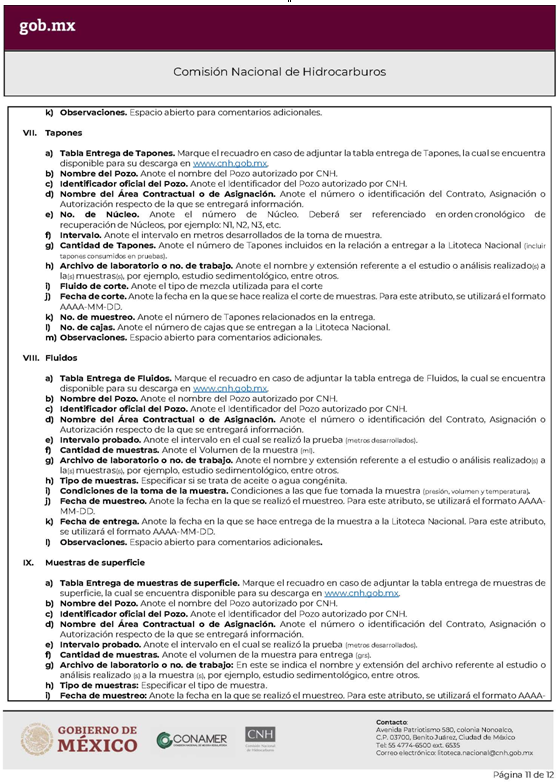 gob.mx
Comisión Nacional de Hidrocarburos
k) Observaciones. Espacio abierto para comentarios adicionales.
VII. Tapones
a) Tabla Entrega de Tapones. Marque el recuadro en caso de adjuntar la tabla entrega de Tapones, la cual se encuentra
disponible para su descarga en www.cnh.gob.mx.
b) Nombre del Pozo. Anote el nombre del Pozo autorizado por CNH.
c) Identificador oficial del Pozo. Anote el Identificador del Pozo autorizado por CNH.
d) Nombre del Área Contractual o de Asignación. Anote el número o identificación del Contrato, Asignación o
Autorización respecto de la que se entregará información.
e) No. de Núcleo. Anote el número de Núcleo. Deberá ser referenciado en orden cronológico de
recuperación de Núcleos, por ejemplo: N1, N2, N3, etc.
f) Intervalo. Anote el intervalo en metros desarrollados de la toma de muestra.
g) Cantidad de Tapones. Anote el número de Tapones incluidos en la relación a entregar a la Litoteca Nacional (incluir
tapones consumidos en pruebas).
h) Archivo de laboratorio o no. de trabajo. Anote el nombre y extensión referente a el estudio o análisis realizado(s) a
la(s) muestras(s), por ejemplo, estudio sedimentológico, entre otros.
i) Fluido de corte. Anote el tipo de mezcla utilizada para el corte
j) Fecha de corte. Anote la fecha en la que se hace realiza el corte de muestras. Para este atributo, se utilizará el formato
AAAA-MM-DD.
k) No. de muestreo. Anote el número de Tapones relacionados en la entrega.
l) No. de cajas. Anote el número de cajas que se entregan a la Litoteca Nacional.
m) Observaciones. Espacio abierto para comentarios adicionales.
VIII. Fluidos
a) Tabla Entrega de Fluidos. Marque el recuadro en caso de adjuntar la tabla entrega de Fluidos, la cual se encuentra
disponible para su descarga en www.cnh.gob.mx.
b) Nombre del Pozo. Anote el nombre del Pozo autorizado por CNH.
c) Identificador oficial del Pozo. Anote el Identificador del Pozo autorizado por CNH.
d) Nombre del Área Contractual o de Asignación. Anote el número o identificación del Contrato, Asignación o
Autorización respecto de la que se entregará información.
e) Intervalo probado. Anote el intervalo en el cual se realizó la prueba (metros desarrollados).
f) Cantidad de muestras. Anote el Volumen de la muestra (ml).
g) Archivo de laboratorio o no. de trabajo. Anote el nombre y extensión referente a el estudio o análisis realizado(s) a
la(s) muestras(s), por ejemplo, estudio sedimentológico, entre otros.
h) Tipo de muestras. Especificar si se trata de aceite o agua congénita.
i) Condiciones de la toma de la muestra. Condiciones a las que fue tomada la muestra (presión, volumen y temperatura).
j) Fecha de muestreo. Anote la fecha en la que se realizó el muestreo. Para este atributo, se utilizará el formato AAAA-
MM-DD.
k) Fecha de entrega. Anote la fecha en la que se hace entrega de la muestra a la Litoteca Nacional. Para este atributo,
se utilizará el formato AAAA-MM-DD.
l) Observaciones. Espacio abierto para comentarios adicionales.
IX. Muestras de superficie
a) Tabla Entrega de muestras de superficie. Marque el recuadro en caso de adjuntar la tabla entrega de muestras de
superficie, la cual se encuentra disponible para su descarga en www.cnh.gob.mx.
b) Nombre del Pozo. Anote el nombre del Pozo autorizado por CNH.
c) Identificador oficial del Pozo. Anote el Identificador del Pozo autorizado por CNH.
d) Nombre del Área Contractual o de Asignación. Anote el número o identificación del Contrato, Asignación o
Autorización respecto de la que se entregará información.
e) Intervalo probado. Anote el intervalo en el cual se realizó la prueba (metros desarrollados).
f) Cantidad de muestras. Anote el volumen de la muestra para entrega (grs).
g) Archivo de laboratorio o no. de trabajo: En este se indica el nombre y extensión del archivo referente al estudio o
análisis realizado (s) a la muestra (s), por ejemplo, estudio sedimentológico, entre otros.
h) Tipo de muestras: Especificar el tipo de muestra.
i) Fecha de muestreo: Anote la fecha en la que se realizó el muestreo. Para este atributo, se utilizará el formato AAAA-
GOBIERNO DE
MÉXICO
CONAMER
CNH
Comisión Nacional
de Hidrocarburos
Contacto:
Avenida Patriotismo 580, colonia Nonoalco,
C.P. 03700, Benito Juárez, Ciudad de México
Tel: 55 4774-6500 ext. 6535
Correo electrónico: litoteca.nacional@cnh.gob.mx
Página 11 de 12